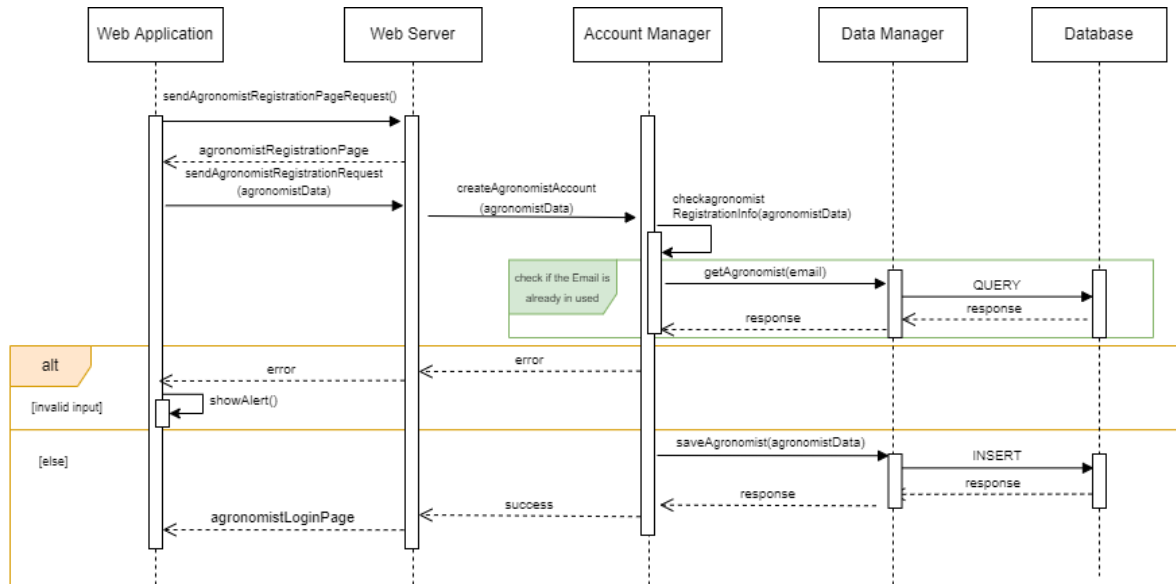 Web Application
Web Server
Account Manager
Data Manager
Database
sendAgronomistRegistrationPageRequest()
agronomistRegistrationPage
sendAgronomistRegistrationRequest
(agronomistData)
createAgronomistAccount
(agronomistData)
checkagronomist
RegistrationInfo(agronomistData)
check if the Email is
already in used
getAgronomist(email)
QUERY
response
response
alt
error
error
[invalid input]
showAlert()
[else]
saveAgronomist(agronomistData)
INSERT
response
response
success
agronomistLoginPage